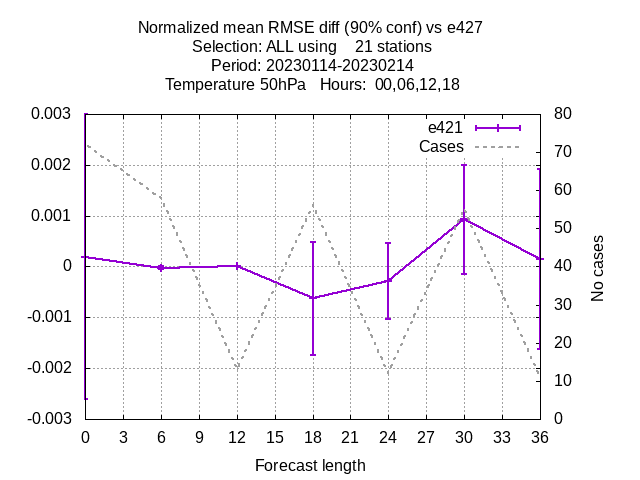 Normalized mean RMSE diff (90% conf) vs e427
Selection: ALL using    21 stations
Period: 20230114-20230214
Temperature 50hPa   Hours:  00,06,12,18
e421
Cases
0.003
0.002
0.001
0
-0.001
-0.002
-0.003
80
70
60
50
40
30
20
10
0
No cases
0 3 6 9 12 15 18 21 24 27 30 33 36
Forecast length